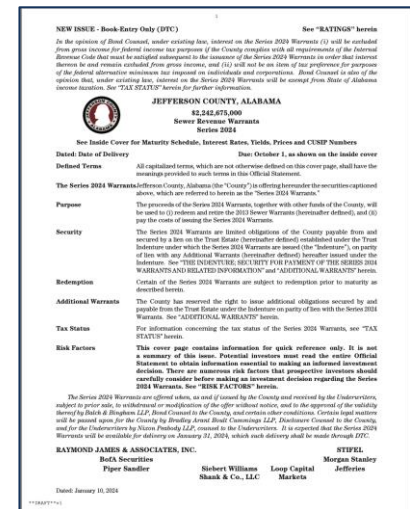 NEW ISSUE - Book-Entry Only (DTC) See "RATINGS" herein
In the opinion of Bond Counsel, under existing law, interest on the Series 2024 Warrants (i) will be excluded
from gross income for federal income tax purposes if the County complies with all requirements of the Internal
Revenue Code that must be satisfied subsequent to the issuance of the Series 2024 Warrants in order that interest
thereon be and remain excluded from gross income, and (ii) will not be an item of tax preference for purposes
of the federal alternative minimum tax imposed on individuals and corporations. Bond Counsel is also of the
opinion that, under existing law, interest on the Series 2024 Warrants will be exempt from State of Alabama
income taxation. See "TAX STATUS" herein for further information.
JEFFERSON COUNTY, ALABAMA
$2,242,675,000
Sewer Revenue Warrants
Series 2024
See Inside Cover for Maturity Schedule, Interest Rates, Yields, Prices and CUSIP Numbers
Dated: Date of Delivery Due: October 1, as shown on the inside cover
Defined Terms All capitalized terms, which are not otherwise defined on this cover page, shall have the
meanings provided to such terms in this Official Statement.
The Series 2024 Warrants Jefferson County, Alabama (the "County") is offering hereunder the securities captioned
above, which are referred to herein as the "Series 2024 Warrants."
Purpose The proceeds of the Series 2024 Warrants, together with other funds of the County, will
be used to (i) redeem and retire the 2013 Sewer Warrants (hereinafter defined), and (ii)
pay the costs of issuing the Series 2024 Warrants.
Security The Series 2024 Warrants are limited obligations of the County payable from and
secured by a lien on the Trust Estate (hereinafter defined) established under the Trust
Indenture under which the Series 2024 Warrants are issued (the "Indenture"), on parity
of lien with any Additional Warrants (hereinafter defined) hereafter issued under the
Indenture. See "THE INDENTURE; SECURITY FOR PAYMENT OF THE SERIES 2024
WARRANTS AND RELATED INFORMATION" and "ADDITIONAL WARRANTS" herein.
Redemption Certain of the Series 2024 Warrants are subject to redemption prior to maturity as
described herein.
Additional Warrants The County has reserved the right to issue additional obligations secured by and
payable from the Trust Estate under the Indenture on parity of lien with the Series 2024
Warrants. See "ADDITIONAL WARRANTS" herein.
Tax Status For information concerning the tax status of the Series 2024 Warrants, see "TAX
STATUS" herein.
Risk Factors This cover page contains information for quick reference only. It is not
a summary of this issue. Potential investors must read the entire Official
Statement to obtain information essential to making an informed investment
decision. There are numerous risk factors that prospective investors should
carefully consider before making an investment decision regarding the Series
2024 Warrants. See "RISK FACTORS" herein.
The Series 2024 Warrants are offered when, as and if issued by the County and received by the Underwriters,
subject to prior sale, to withdrawal or modification of the offer without notice, and to the approval of the validity
thereof by Balch & Bingham LLP, Bond Counsel to the County, and certain other conditions. Certain legal matters
will be passed upon for the County by Bradley Arant Boult Cummings LLP, Disclosure Counsel to the County,
and for the Underwriters by Nixon Peabody LLP, counsel to the Underwriters. It is expected that the Series 2024
Warrants will be available for delivery on January 31, 2024, which such delivery shall be made through DTC.
RAYMOND JAMES & ASSOCIATES, INC. STIFEL
BofA Securities Morgan Stanley
Piper Sandler Siebert Williams Loop Capital Jefferies
Shank & Co., LLC Markets
Dated: January 10, 2024